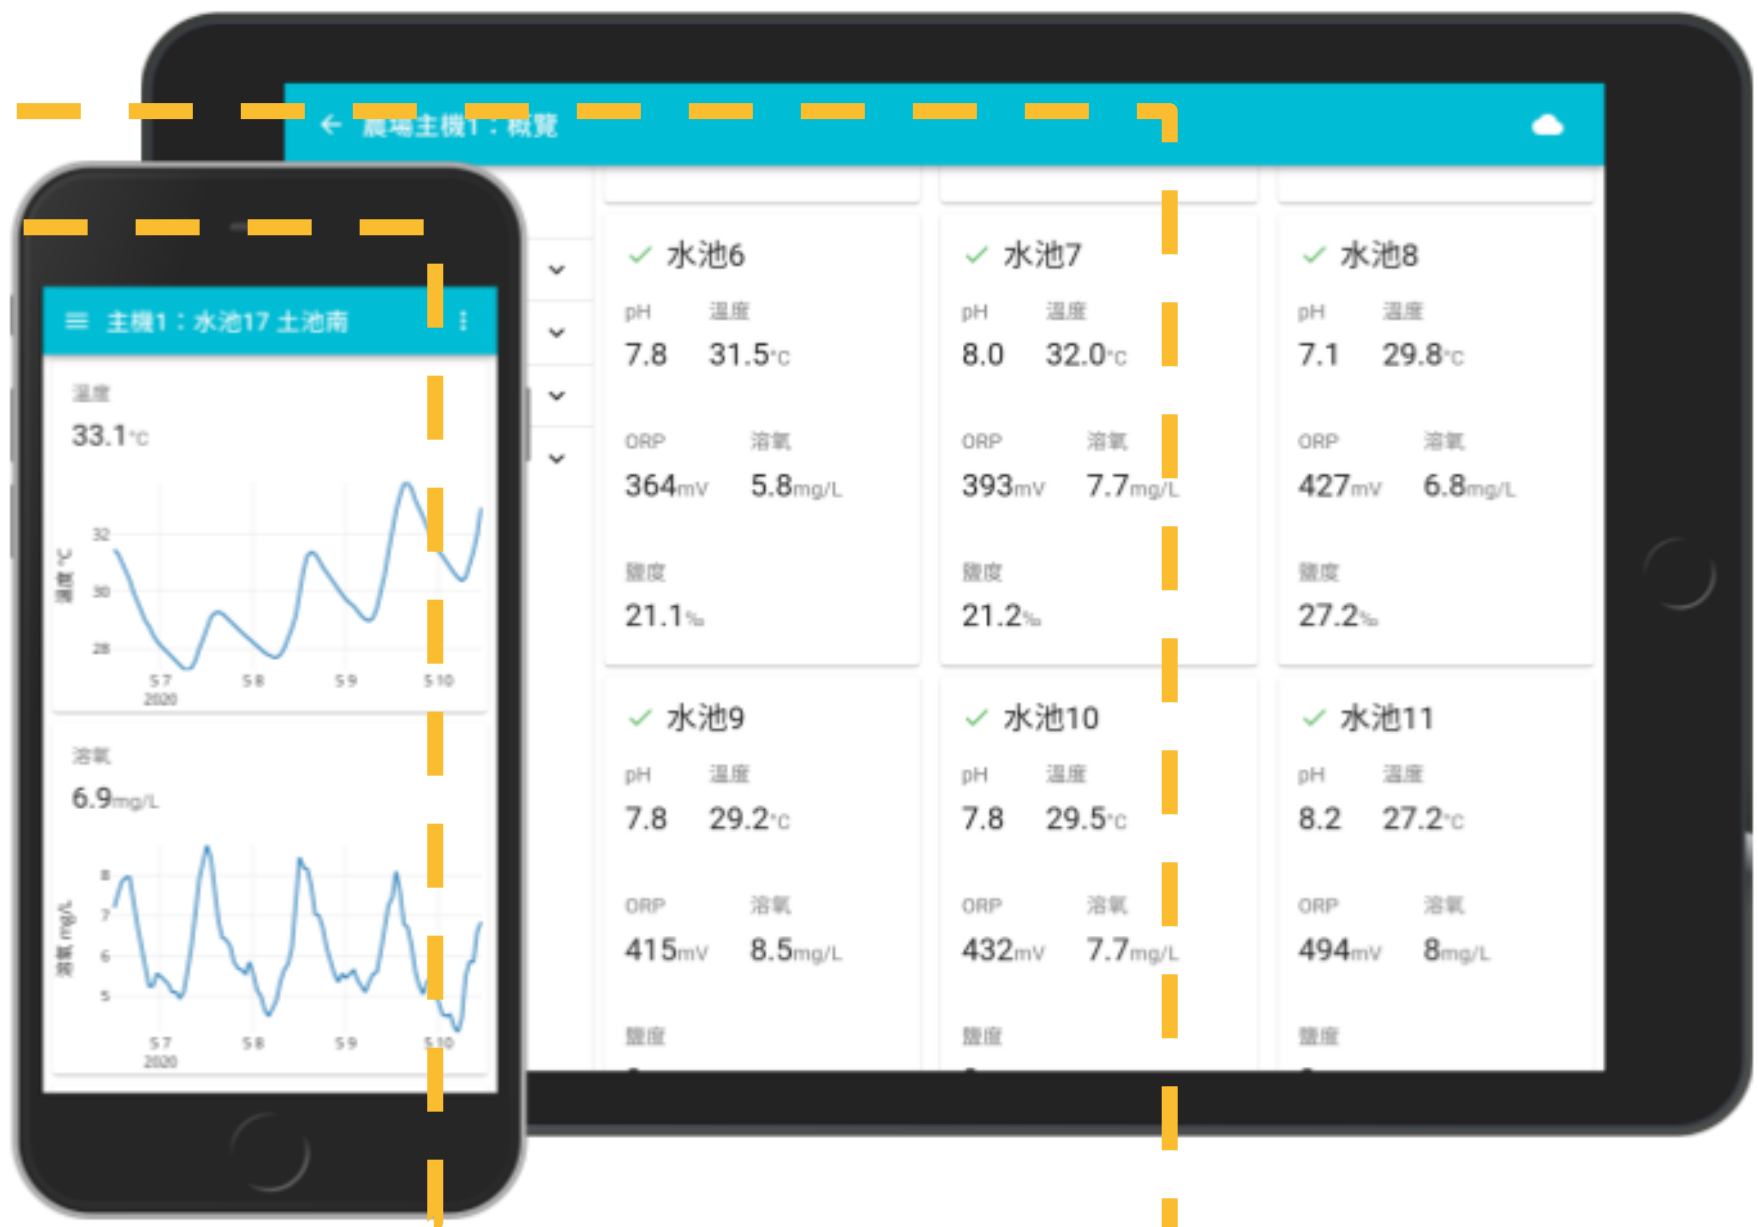 農場主機1：概覽
主機1：水池17 土池南
溫度
33.1°C
溫度 °C
32
30
28
5 7
2020
5 8
5 9
5 10
溶氧
6.9mg/L
溶氧 mg/L
8
7
6
5
5 7
2020
5 8
5 9
5 10
水池6
pH 溫度
7.8 31.5°C
ORP 溶氧
364mV 5.8mg/L
鹽度
21.1‰
水池7
pH 溫度
8.0 32.0°C
ORP 溶氧
393mV 7.7mg/L
鹽度
21.2‰
水池8
pH 溫度
7.1 29.8°C
ORP 溶氧
427mV 6.8mg/L
鹽度
27.2‰
水池9
pH 溫度
7.8 29.2°C
ORP 溶氧
415mV 8.5mg/L
鹽度
水池10
pH 溫度
7.8 29.5°C
ORP 溶氧
432mV 7.7mg/L
鹽度
水池11
pH 溫度
8.2 27.2°C
ORP 溶氧
494mV 8mg/L
鹽度